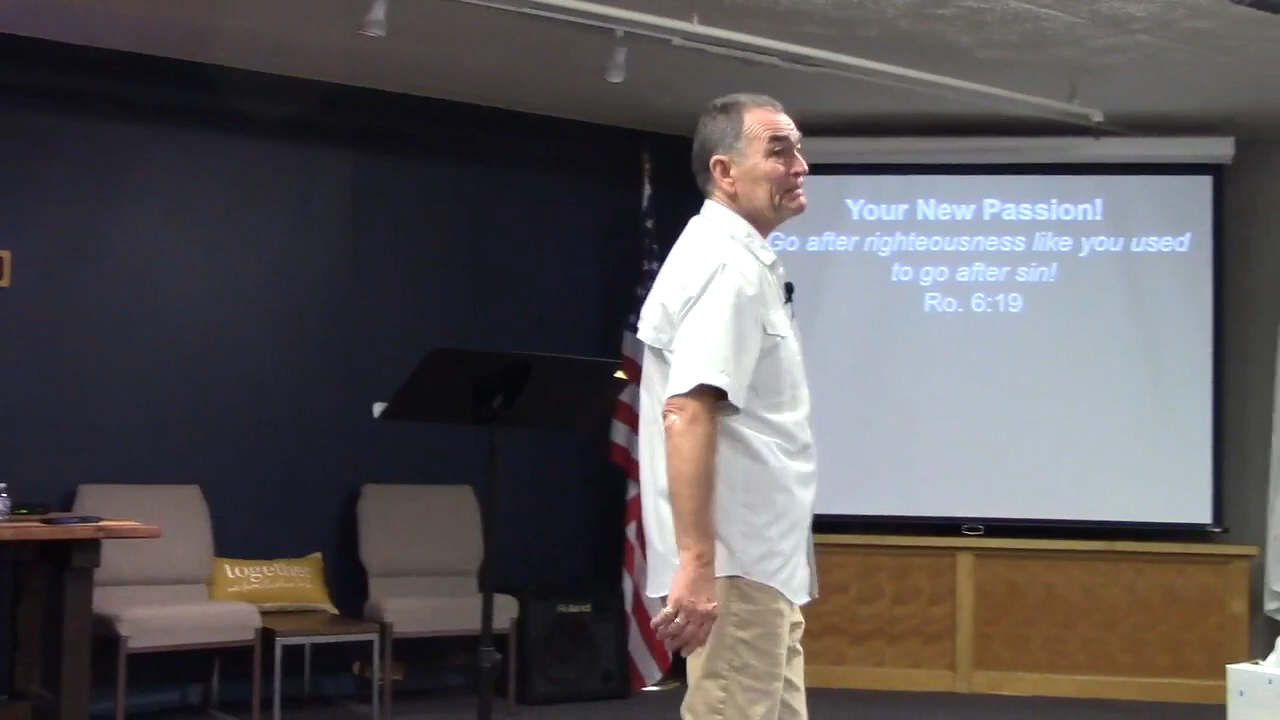 Your New Passion!
Go after righteousness like you used
to go after sin!
Ro. 6:19
together
Roland